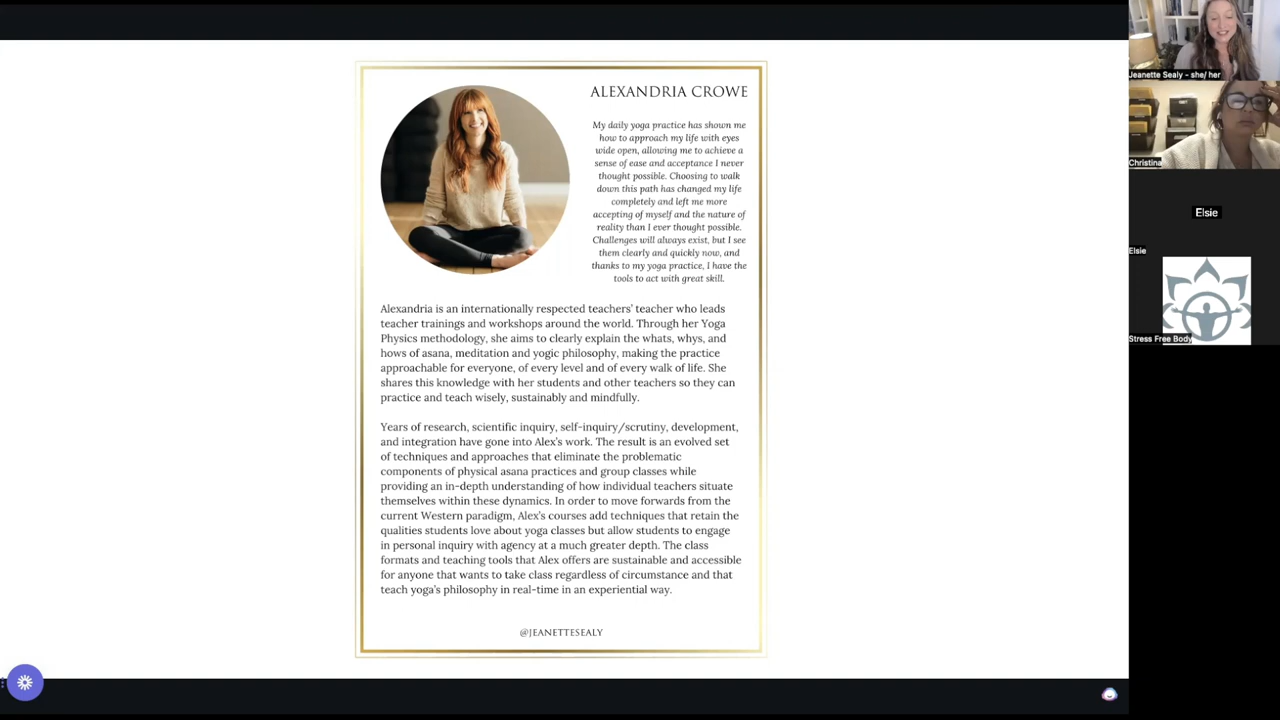 ALEXANDRIA CROWE
My daily yoga practice has shown me
how to approach my life with eyes
wide open, allowing me to achieve a
sense of ease and acceptance I never
thought possible. Choosing to walk
down this path has changed my life
completely and left me more
accepting of myself and the nature of
reality than I ever thought possible.
Challenges will always exist, but I see
them clearly and quickly now, and
thanks to my yoga practice, I have the
tools to act with great skill.
Alexandria is an internationally respected teachers’ teacher who leads
teacher trainings and workshops around the world. Through her Yoga
Physics methodology, she aims to clearly explain the whats, whys, and
hows of asana, meditation and yogic philosophy, making the practice
approachable for everyone, of every level and of every walk of life. She
shares this knowledge with her students and other teachers so they can
practice and teach wisely, sustainably and mindfully.
Years of research, scientific inquiry, self-inquiry/scrutiny, development,
and integration have gone into Alex’s work. The result is an evolved set
of techniques and approaches that eliminate the problematic
components of physical asana practices and group classes while
providing an in-depth understanding of how individual teachers situate
themselves within these dynamics. In order to move forwards from the
current Western paradigm, Alex’s courses add techniques that retain the
qualities students love about yoga classes but allow students to engage
in personal inquiry with agency at a much greater depth. The class
formats and teaching tools that Alex offers are sustainable and accessible
for anyone that wants to take class regardless of circumstance and that
teach yoga’s philosophy in real-time in an experiential way.
@JEANETTESEALY
Jeanette Sealy - she/ her
Christina
Elsie
Elsie
Stress Free Body